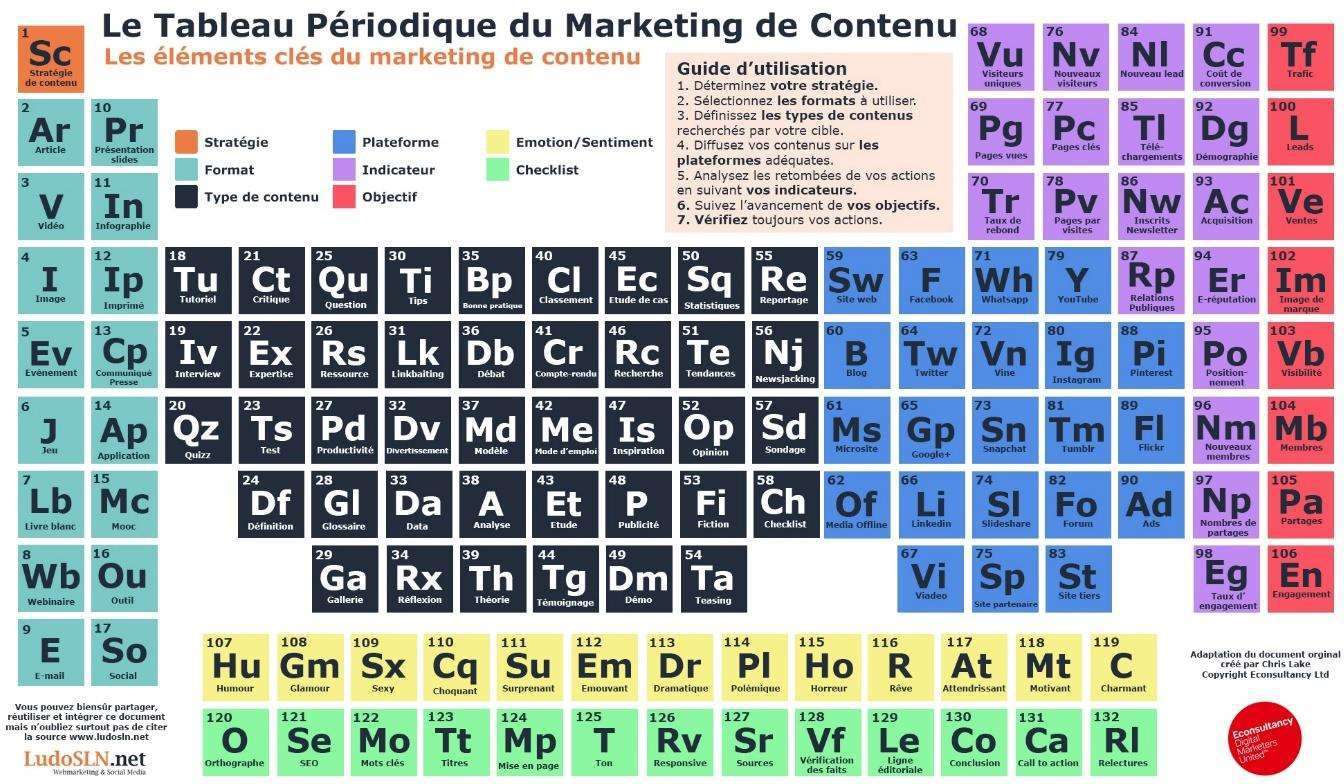 Le Tableau Périodique du Marketing de Contenu
Les éléments clés du marketing de contenu
Stratégie
Format
Type de contenu
Plateforme
Indicateur
Objectif
Emotion/Sentiment
Checklist
Guide d’utilisation
1. Déterminez votre stratégie.
2. Sélectionnez les formats à utiliser.
3. Définissez les types de contenus
recherchés par votre cible.
4. Diffusez vos contenus sur les
plateformes adéquates.
5. Analysez les retombées de vos actions
en suivant vos indicateurs.
6. Suivez l’avancement de vos objectifs.
7. Vérifiez toujours vos actions.
1
Sc
Stratégie
de contenu
2
Ar
Article
3
V
Vidéo
4
I
Image
5
Ev
Evènement
6
J
Jeu
7
Lb
Livre blanc
8
Wb
Webinaire
9
E
E-mail
10
Pr
Présentation
slides
11
In
Infographie
12
Ip
Imprimé
13
Cp
Communiqué
Presse
14
Ap
Application
15
Mc
Mooc
16
Ou
Outil
17
So
Social
18
Tu
Tutoriel
19
Iv
Interview
20
Qz
Quizz
21
Ct
Critique
22
Ex
Expertise
23
Ts
Test
24
Df
Définition
25
Qu
Question
26
Rs
Ressource
27
Pd
Productivité
28
Gl
Glossaire
29
Ga
Gallerie
30
Ti
Tips
31
Lk
Linkbaiting
32
Dv
Divertissement
33
Da
Data
34
Rx
Réflexion
35
Bp
Bonne pratique
36
Db
Débat
37
Md
Modèle
38
A
Analyse
39
Th
Théorie
40
Cl
Classement
41
Cr
Compte-rendu
42
Me
Mode d’emploi
43
Et
Etude
44
Tg
Témoignage
45
Ec
Etude de cas
46
Rc
Recherche
47
Is
Inspiration
48
P
Publicité
49
Dm
Démo
50
Sq
Statistiques
51
Te
Tendances
52
Op
Opinion
53
Fi
Fiction
54
Ta
Teasing
55
Re
Reportage
56
Nj
Newsjacking
57
Sd
Sondage
58
Ch
Checklist
59
Sw
Site web
60
B
Blog
61
Ms
Microsite
62
Of
Media Offline
63
F
Facebook
64
Tw
Twitter
65
Gp
Google+
66
Li
Linkedin
67
Vi
Viadeo
68
Vu
Visiteurs
uniques
69
Pg
Pages vues
70
Tr
Taux de
rebond
71
Wh
Whatsapp
72
Vn
Vine
73
Sn
Snapchat
74
Sl
Slideshare
75
Sp
Site partenaire
76
Nv
Nouveaux
visiteurs
77
Pc
Pages clés
78
Pv
Pages par
visites
79
Y
YouTube
80
Ig
Instagram
81
Tm
Tumblr
82
Fo
Forum
83
St
Site tiers
84
Nl
Nouveau lead
85
Tl
Télé-
chargements
86
Nw
Inscrits
Newsletter
87
Rp
Relations
Publiques
88
Pi
Pinterest
89
Fl
Flickr
90
Ad
Ads
91
Cc
Coût de
conversion
92
Dg
Démographie
93
Ac
Acquisition
94
Er
E-réputation
95
Po
Position-
nement
96
Nm
Nouveaux
membres
97
Np
Nombres de
partages
98
Eg
Taux d’
engagement
99
Tf
Trafic
100
L
Leads
101
Ve
Ventes
102
Im
Image de
marque
103
Vb
Visibilité
104
Mb
Membres
105
Pa
Partages
106
En
Engagement
107
Hu
Humour
108
Gm
Glamour
109
Sx
Sexy
110
Cq
Choquant
111
Su
Surprenant
112
Em
Emouvant
113
Dr
Dramatique
114
Pl
Polémique
115
Ho
Horreur
116
R
Rêve
117
At
Attendrissant
118
Mt
Motivant
119
C
Charmant
120
O
Orthographe
121
Se
SEO
122
Mo
Mots clés
123
Tt
Titres
124
Mp
Mise en page
125
T
Ton
126
Rv
Responsive
127
Sr
Sources
128
Vf
Vérification
des faits
129
Le
Ligne
éditoriale
130
Co
Conclusion
131
Ca
Call to action
132
Rl
Relectures
Vous pouvez biensûr partager,
réutiliser et intégrer ce document
mais n’oubliez surtout pas de citer
la source www.ludosln.net
LudoSLN.net
Webmarketing & Social Media
Adaptation du document orginal
créé par Chris Lake
Copyright Econsultancy Ltd
Econsultancy
Digital
Marketers
United™